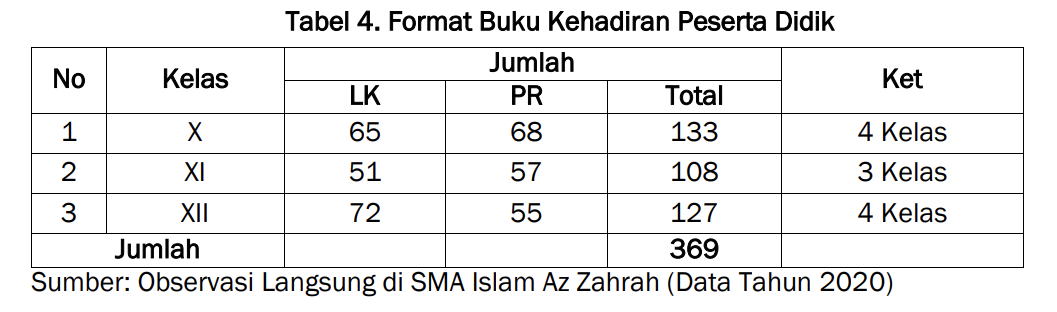 Tabel 4. Format Buku Kehadiran Peserta Didik
No Kelas Jumlah Ket
LK PR Total
1 X 65 68 133 4 Kelas
2 XI 51 57 108 3 Kelas
3 XII 72 55 127 4 Kelas
Jumlah 369
Sumber: Observasi Langsung di SMA Islam Az Zahrah (Data Tahun 2020)